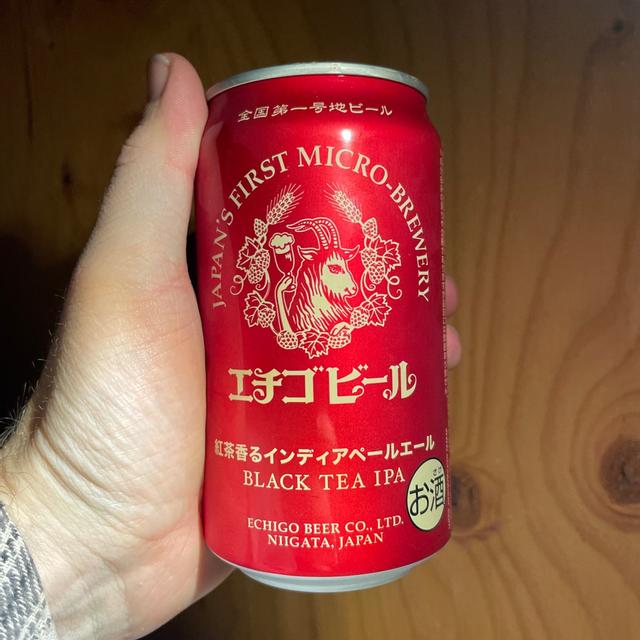 全国第一号地ビール
JAPAN'S FIRST MICRO-BREWERY
エチゴビール
紅茶香るインディアペールエール
BLACK TEA IPA
さけ
お酒
ECHIGO BEER CO., LTD.
NIIGATA, JAPAN